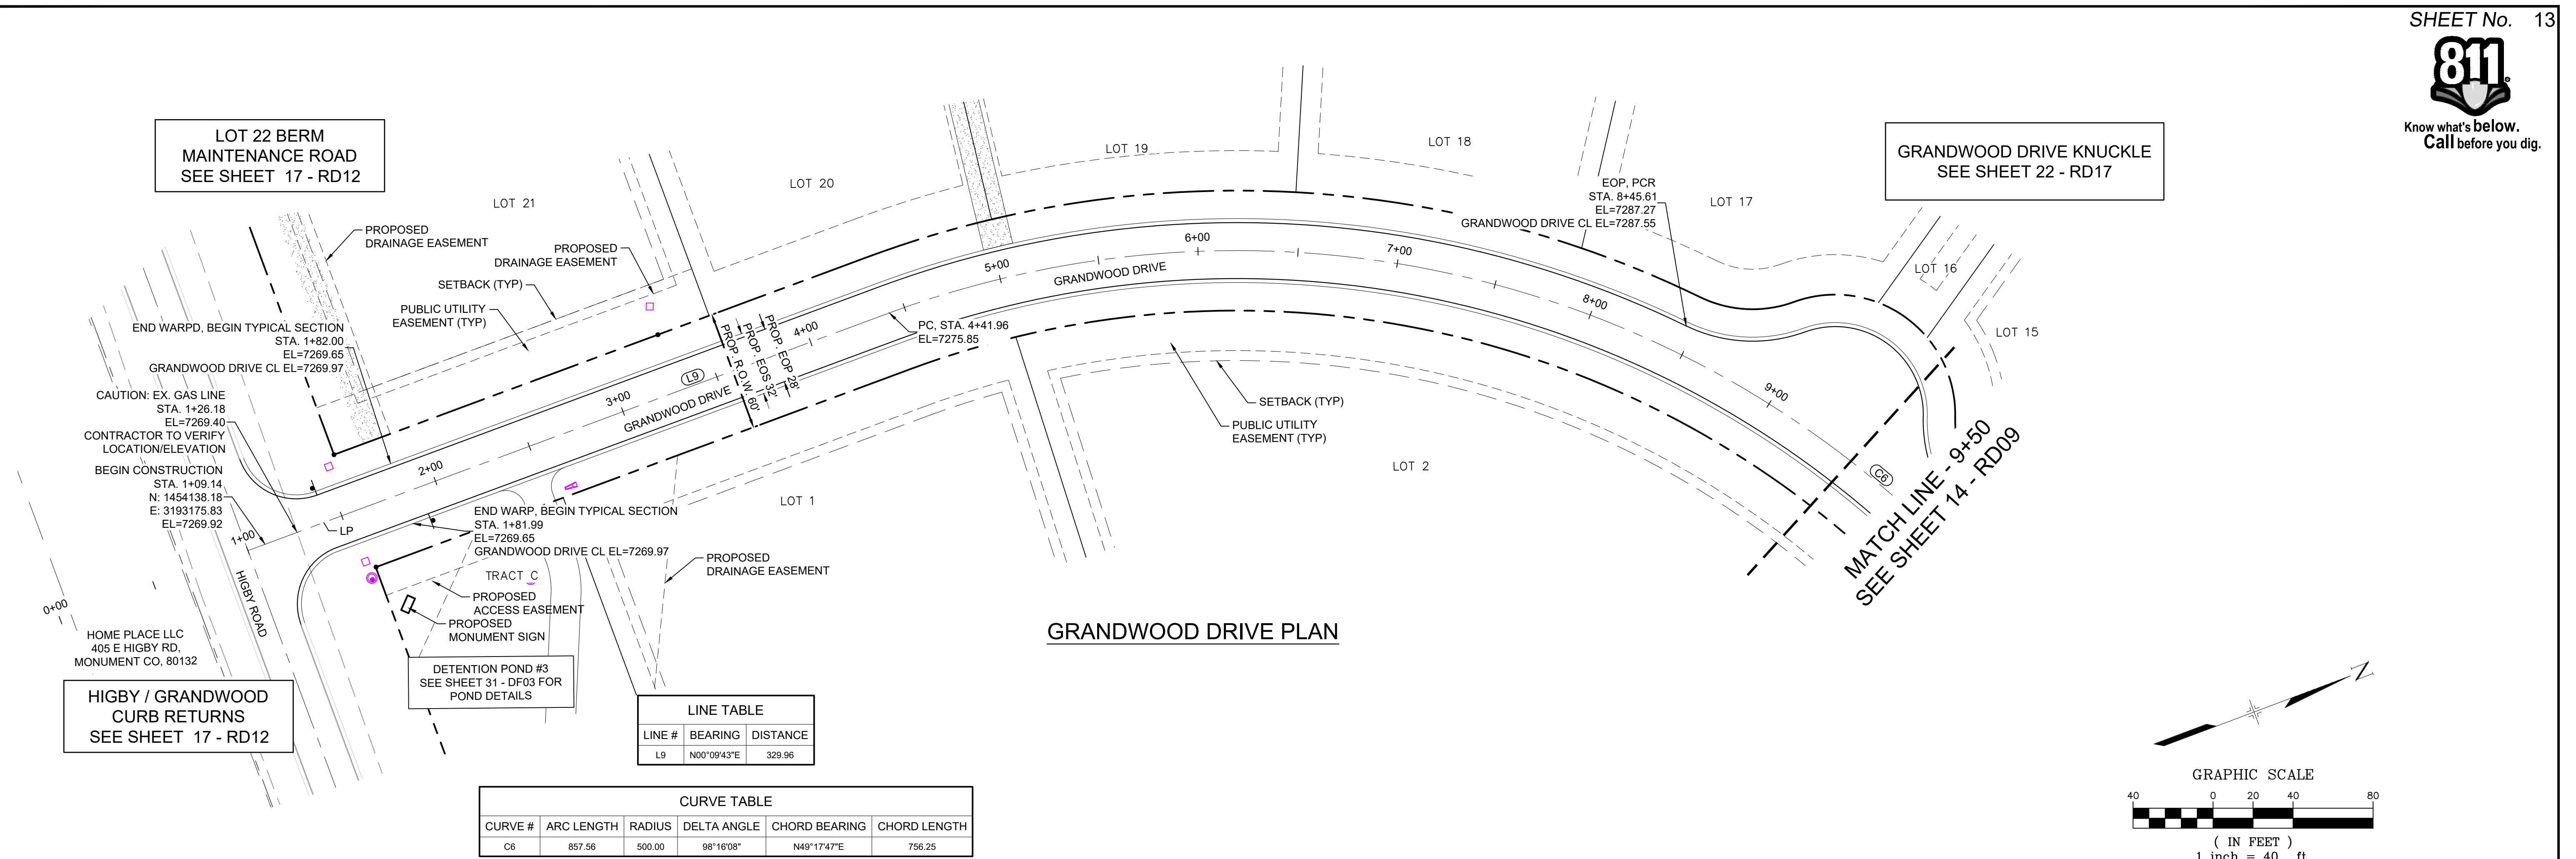 SHEET No. 13
811
Know what's below.
Call before you dig.
LOT 22 BERM
MAINTENANCE ROAD
SEE SHEET 17 - RD12
GRANDWOOD DRIVE KNUCKLE
SEE SHEET 22 - RD17
LOT 21
LOT 20
LOT 19
LOT 18
LOT 17
LOT 16
LOT 15
PROPOSED
DRAINAGE EASEMENT
PROPOSED
DRAINAGE EASEMENT
SETBACK (TYP)
PUBLIC UTILITY
EASEMENT (TYP)
EOP, PCR
STA. 8+45.61
EL=7287.27
GRANDWOOD DRIVE CL EL=7287.55
END WARPD, BEGIN TYPICAL SECTION
STA. 1+82.00
EL=7269.65
GRANDWOOD DRIVE CL EL=7269.97
CAUTION: EX. GAS LINE
STA. 1+26.18
EL=7269.40
CONTRACTOR TO VERIFY
LOCATION/ELEVATION
BEGIN CONSTRUCTION
STA. 1+09.14
N: 1454138.18
E: 3193175.83
EL=7269.92
0+00
1+00
2+00
3+00
4+00
5+00
6+00
7+00
8+00
9+00
LP
L9
GRANDWOOD DRIVE
GRANDWOOD DRIVE
PROP. R.O.W. 60'
PROP. EOS 32'
PROP. EOP 28'
PC, STA. 4+41.96
EL=7275.85
SETBACK (TYP)
PUBLIC UTILITY
EASEMENT (TYP)
LOT 2
LOT 1
C6
MATCH LINE - 9+50
SEE SHEET 14 - RD09
END WARP, BEGIN TYPICAL SECTION
STA. 1+81.99
EL=7269.65
GRANDWOOD DRIVE CL EL=7269.97
PROPOSED
DRAINAGE EASEMENT
TRACT C
PROPOSED
ACCESS EASEMENT
PROPOSED
MONUMENT SIGN
HIGBY ROAD
HOME PLACE LLC
405 E HIGBY RD,
MONUMENT CO, 80132
HIGBY / GRANDWOOD
CURB RETURNS
SEE SHEET 17 - RD12
DETENTION POND #3
SEE SHEET 31 - DF03 FOR
POND DETAILS
GRANDWOOD DRIVE PLAN
LINE TABLE
LINE # BEARING DISTANCE
L9 N00°09'43"E 329.96
CURVE TABLE
CURVE # ARC LENGTH RADIUS DELTA ANGLE CHORD BEARING CHORD LENGTH
C6 857.56 500.00 98°16'08" N49°17'47"E 756.25
N
GRAPHIC SCALE
40 0 20 40 80
( IN FEET )
1 inch = 40 ft.